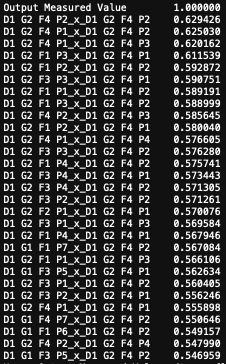 Output Measured Value 1.000000
D1 G2 F4 P2_x_D1 G2 F4 P2 0.629426
D1 G2 F4 P1_x_D1 G2 F4 P2 0.625030
D1 G2 F4 P2_x_D1 G2 F4 P3 0.620162
D1 G2 F1 P3_x_D1 G2 F4 P1 0.611539
D1 G2 F1 P2_x_D1 G2 F4 P2 0.592872
D1 G2 F3 P3_x_D1 G2 F4 P1 0.590751
D1 G2 F1 P1_x_D1 G2 F4 P2 0.589191
D1 G2 F1 P3_x_D1 G2 F4 P2 0.588999
D1 G2 F4 P2_x_D1 G2 F4 P3 0.585645
D1 G2 F1 P2_x_D1 G2 F4 P1 0.580040
D1 G2 F4 P1_x_D1 G2 F4 P4 0.576605
D1 G2 F3 P3_x_D1 G2 F4 P2 0.576280
D1 G2 F1 P4_x_D1 G2 F4 P2 0.575741
D1 G2 F3 P4_x_D1 G2 F4 P1 0.573443
D1 G2 F3 P4_x_D1 G2 F4 P2 0.571305
D1 G2 F3 P2_x_D1 G2 F4 P2 0.571261
D1 G2 F2 P1_x_D1 G2 F4 P1 0.570076
D1 G2 F3 P1_x_D1 G2 F4 P3 0.569584
D1 G2 F1 P4_x_D1 G2 F4 P1 0.567946
D1 G1 F1 P7_x_D1 G2 F4 P2 0.567084
D1 G2 F1 P1_x_D1 G2 F4 P3 0.566106
D1 G1 F3 P5_x_D1 G2 F4 P1 0.562634
D1 G2 F3 P1_x_D1 G2 F4 P2 0.560405
D1 G2 F3 P2_x_D1 G2 F4 P3 0.556246
D1 G2 F4 P1_x_D1 G2 F4 P1 0.555898
D1 G1 F4 P7_x_D1 G2 F4 P2 0.550646
D1 G1 F1 P6_x_D1 G2 F4 P2 0.549157
D1 G2 F4 P2_x_D1 G2 F4 P4 0.547990
D1 G1 F3 P5_x_D1 G2 F4 P2 0.546959